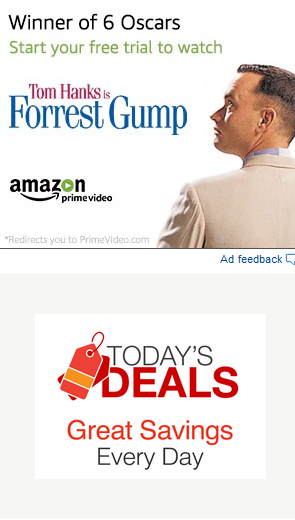 Winner of 6 Oscars
Start your free trial to watch
Tom Hanks is
Forrest Gump
amazon
primevideo
*Redirects you to PrimeVideo.com
Ad feedback
TODAY'S
DEALS
Great Savings
Every Day